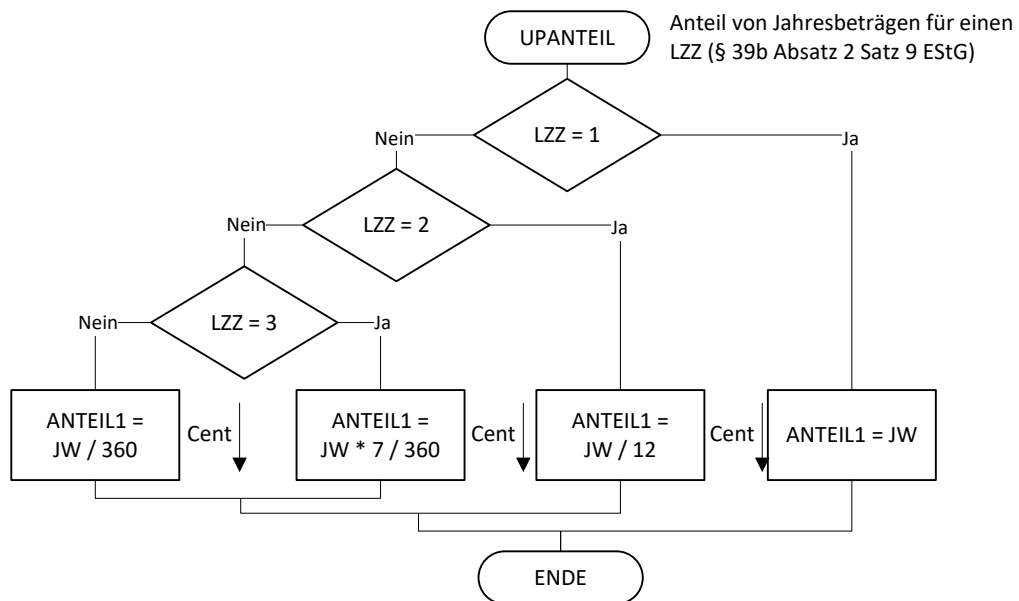 UPANTEIL
Anteil von Jahresbeträgen für einen
LZZ (§ 39b Absatz 2 Satz 9 EStG)
LZZ = 1
Nein
Ja
LZZ = 2
Nein
Ja
LZZ = 3
Nein
Ja
ANTEIL1 =
JW / 360
Cent
ANTEIL1 =
JW * 7 / 360
Cent
ANTEIL1 =
JW / 12
Cent
ANTEIL1 = JW
ENDE